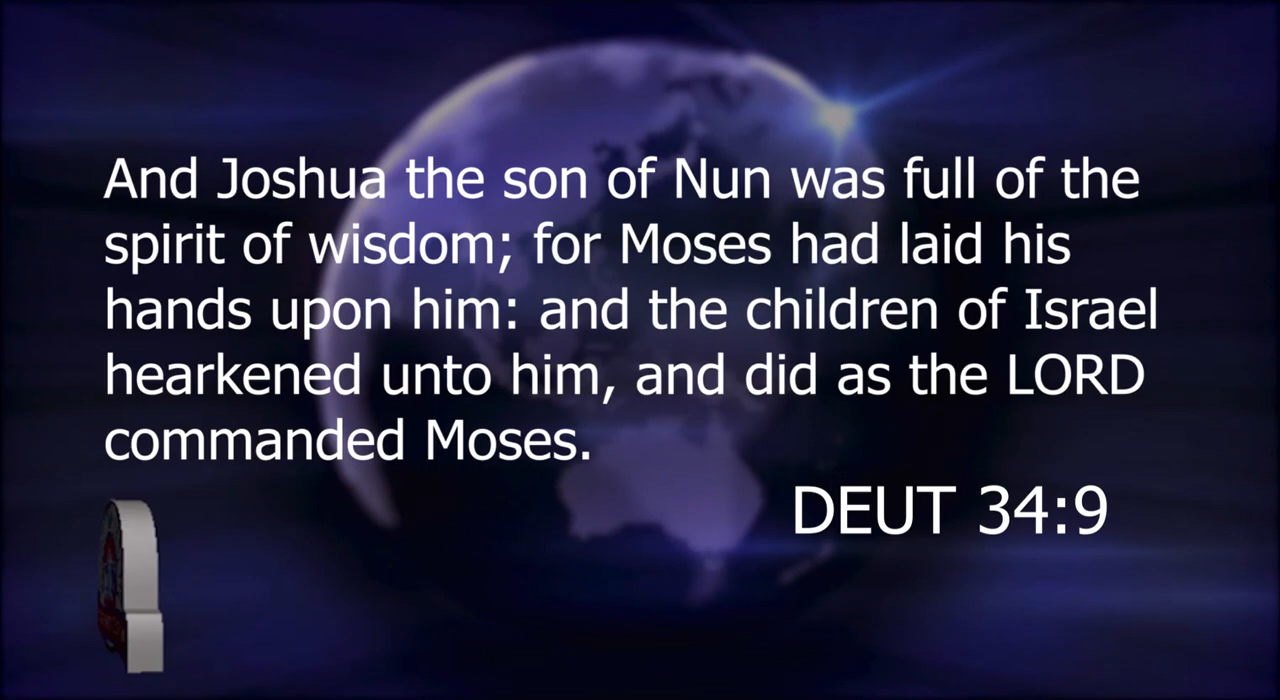 And Joshua the son of Nun was full of the
spirit of wisdom; for Moses had laid his
hands upon him: and the children of Israel
hearkened unto him, and did as the LORD
commanded Moses.
DEUT 34:9